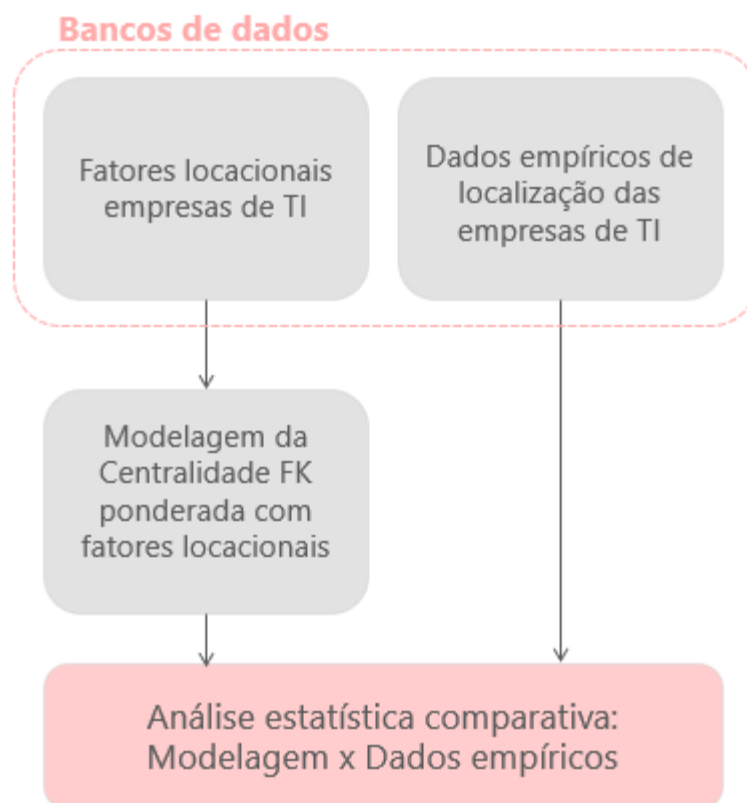 Bancos de dados
Fatores locacionais
empresas de TI
Dados empíricos de
localização das
empresas de TI
Modelagem da
Centralidade FK
ponderada com
fatores locacionais
Análise estatística comparativa:
Modelagem x Dados empíricos